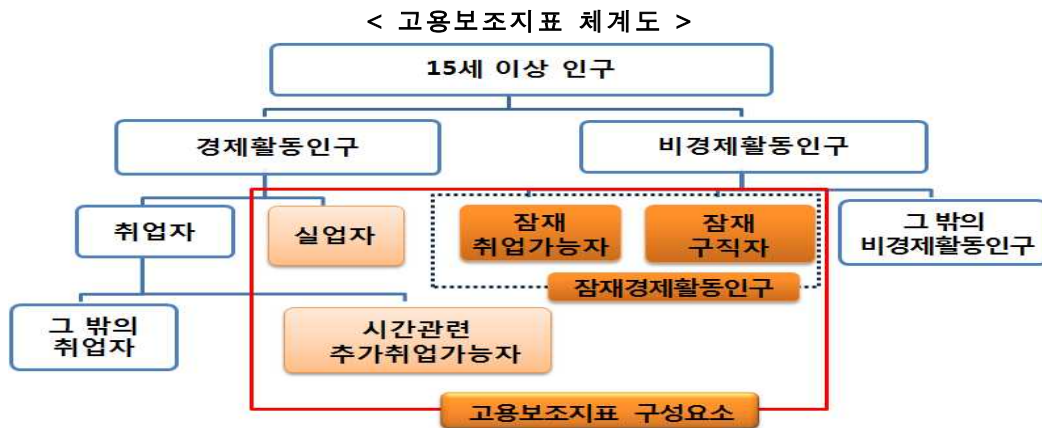 < 고용보조지표 체계도 >
15세 이상 인구
경제활동인구
비경제활동인구
취업자
실업자
잠재
취업가능자
잠재
구직자
그 밖의
비경제활동인구
잠재경제활동인구
그 밖의
취업자
시간관련
추가취업가능자
고용보조지표 구성요소